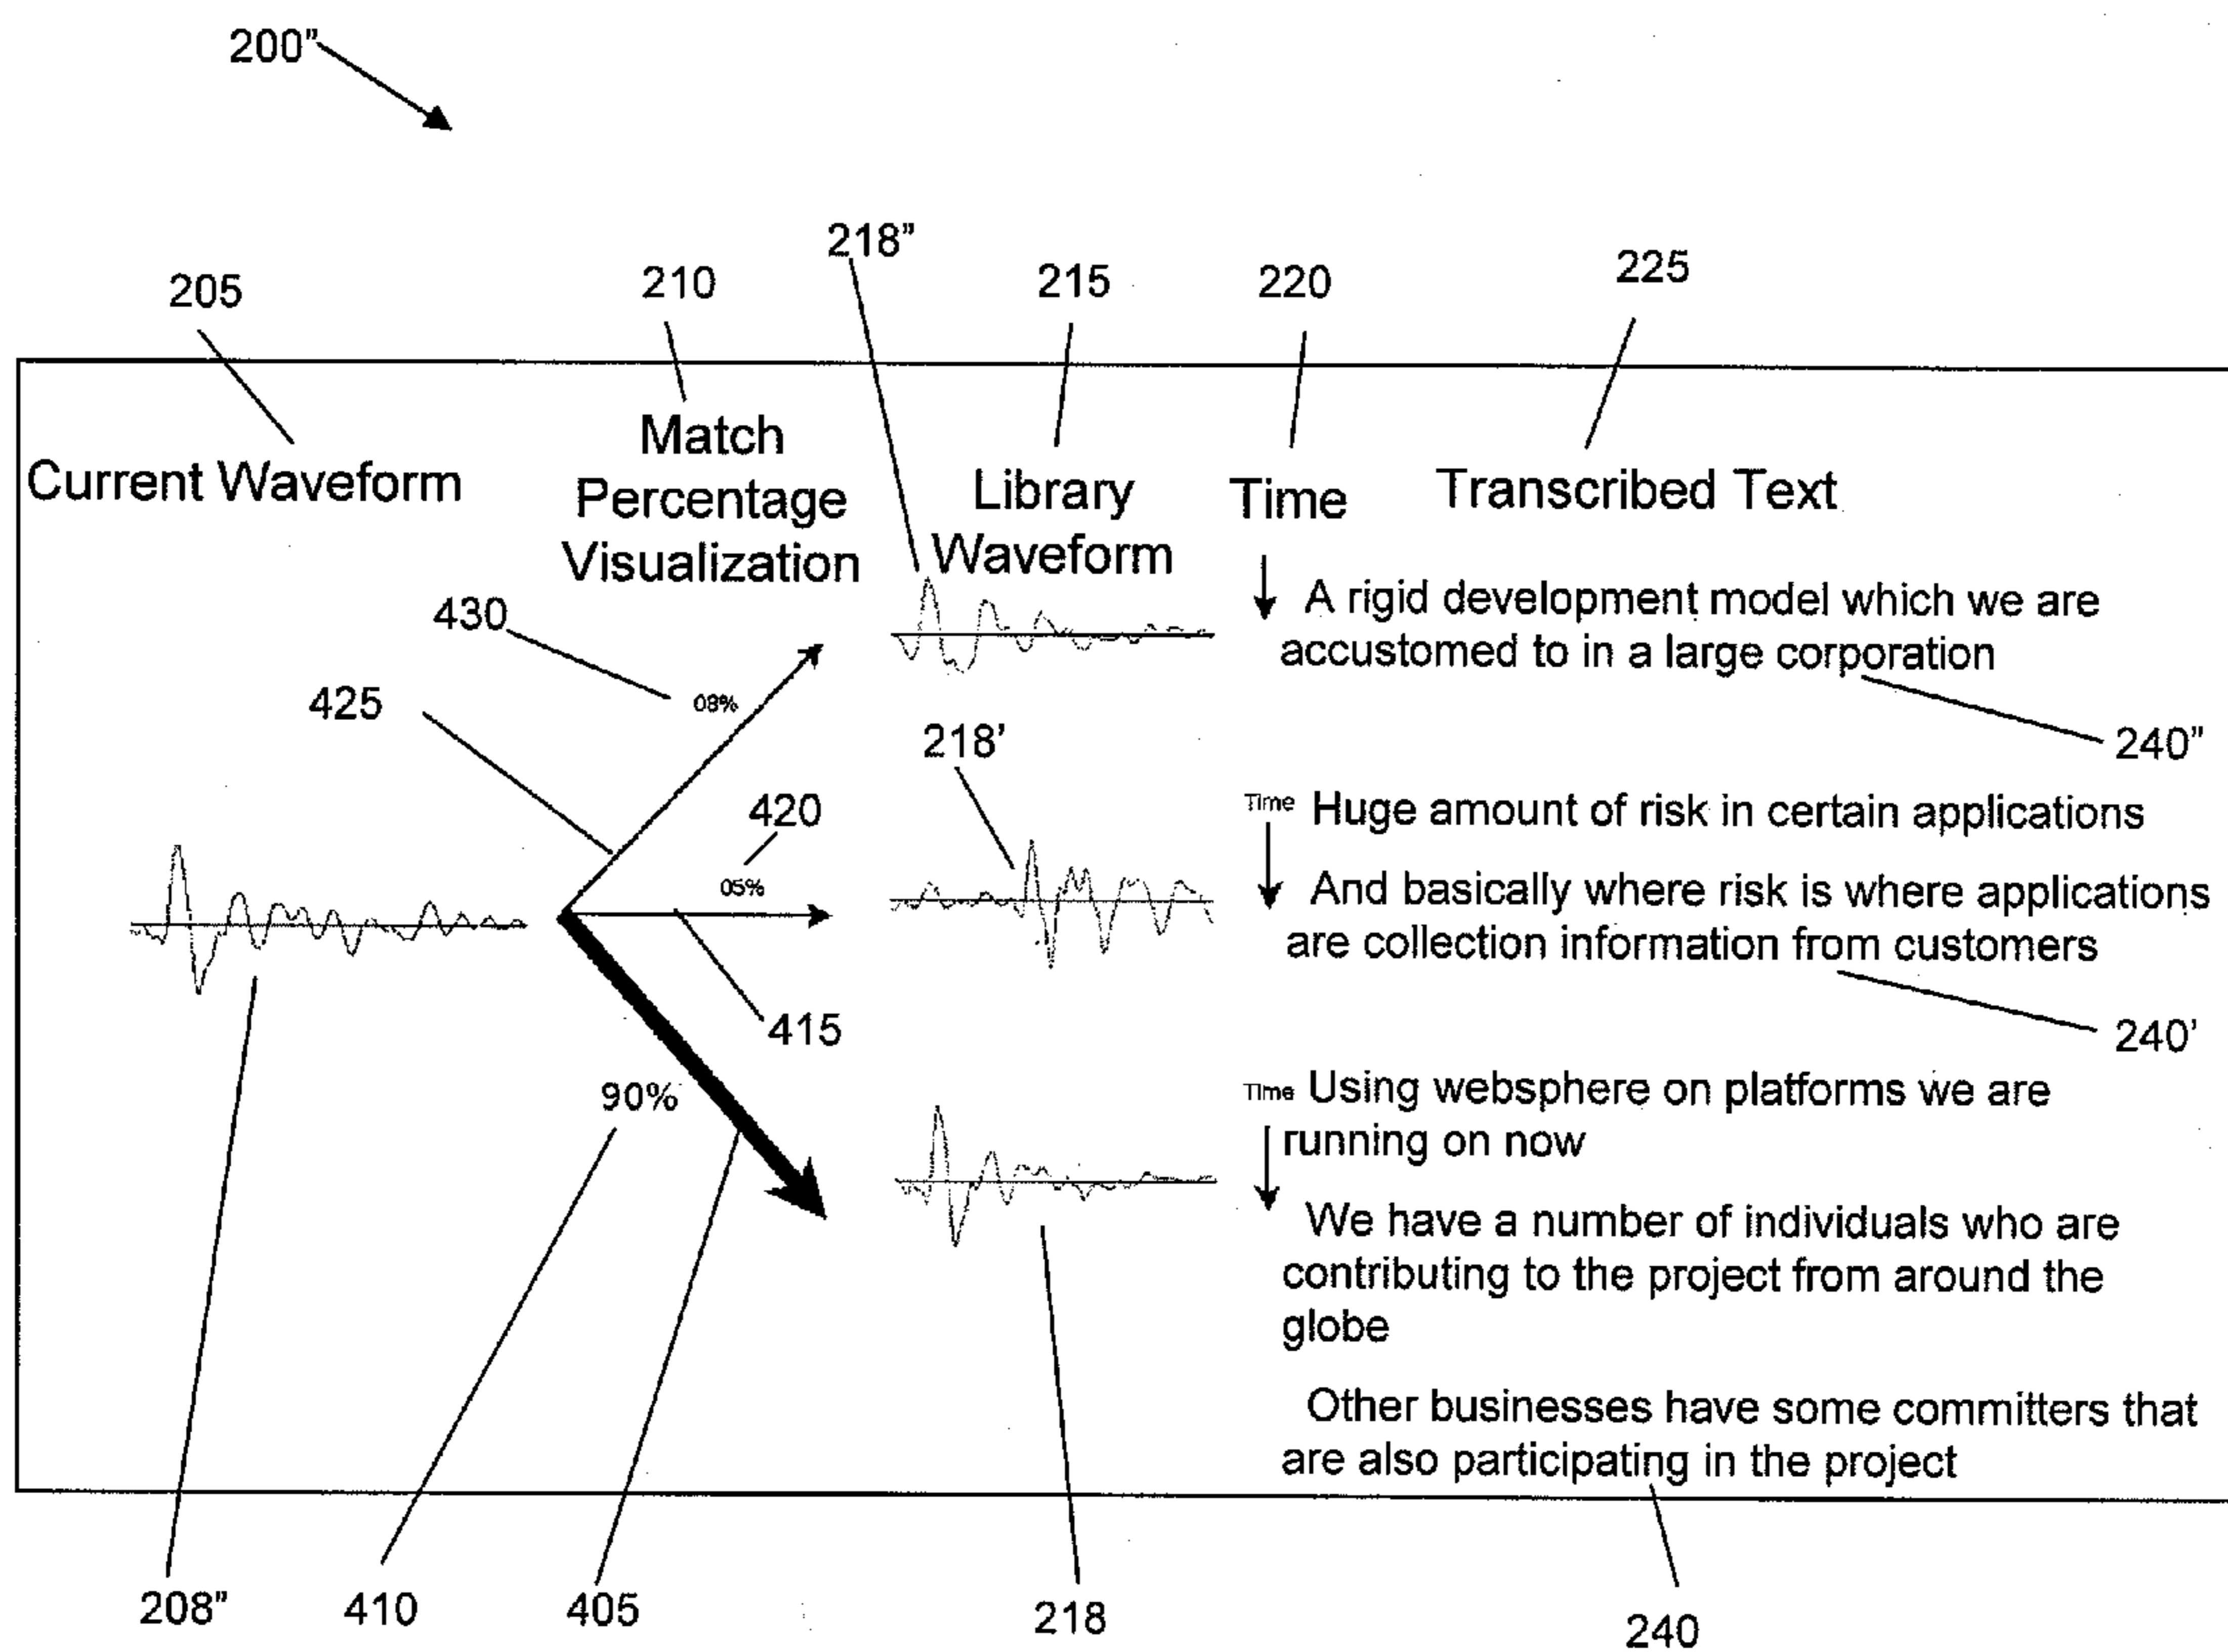 200"
218"
205
210
215
220
225
Current Waveform
Match
Percentage
Visualization
Library
Waveform
Time
Transcribed Text
430
08%
425
A rigid development model which we are
accustomed to in a large corporation
240"
218'
420
05%
415
Time Huge amount of risk in certain applications
And basically where risk is where applications
are collection information from customers
240'
90%
Time Using websphere on platforms we are
running on now
We have a number of individuals who are
contributing to the project from around the
globe
Other businesses have some committers that
are also participating in the project
208"
410
405
218
240